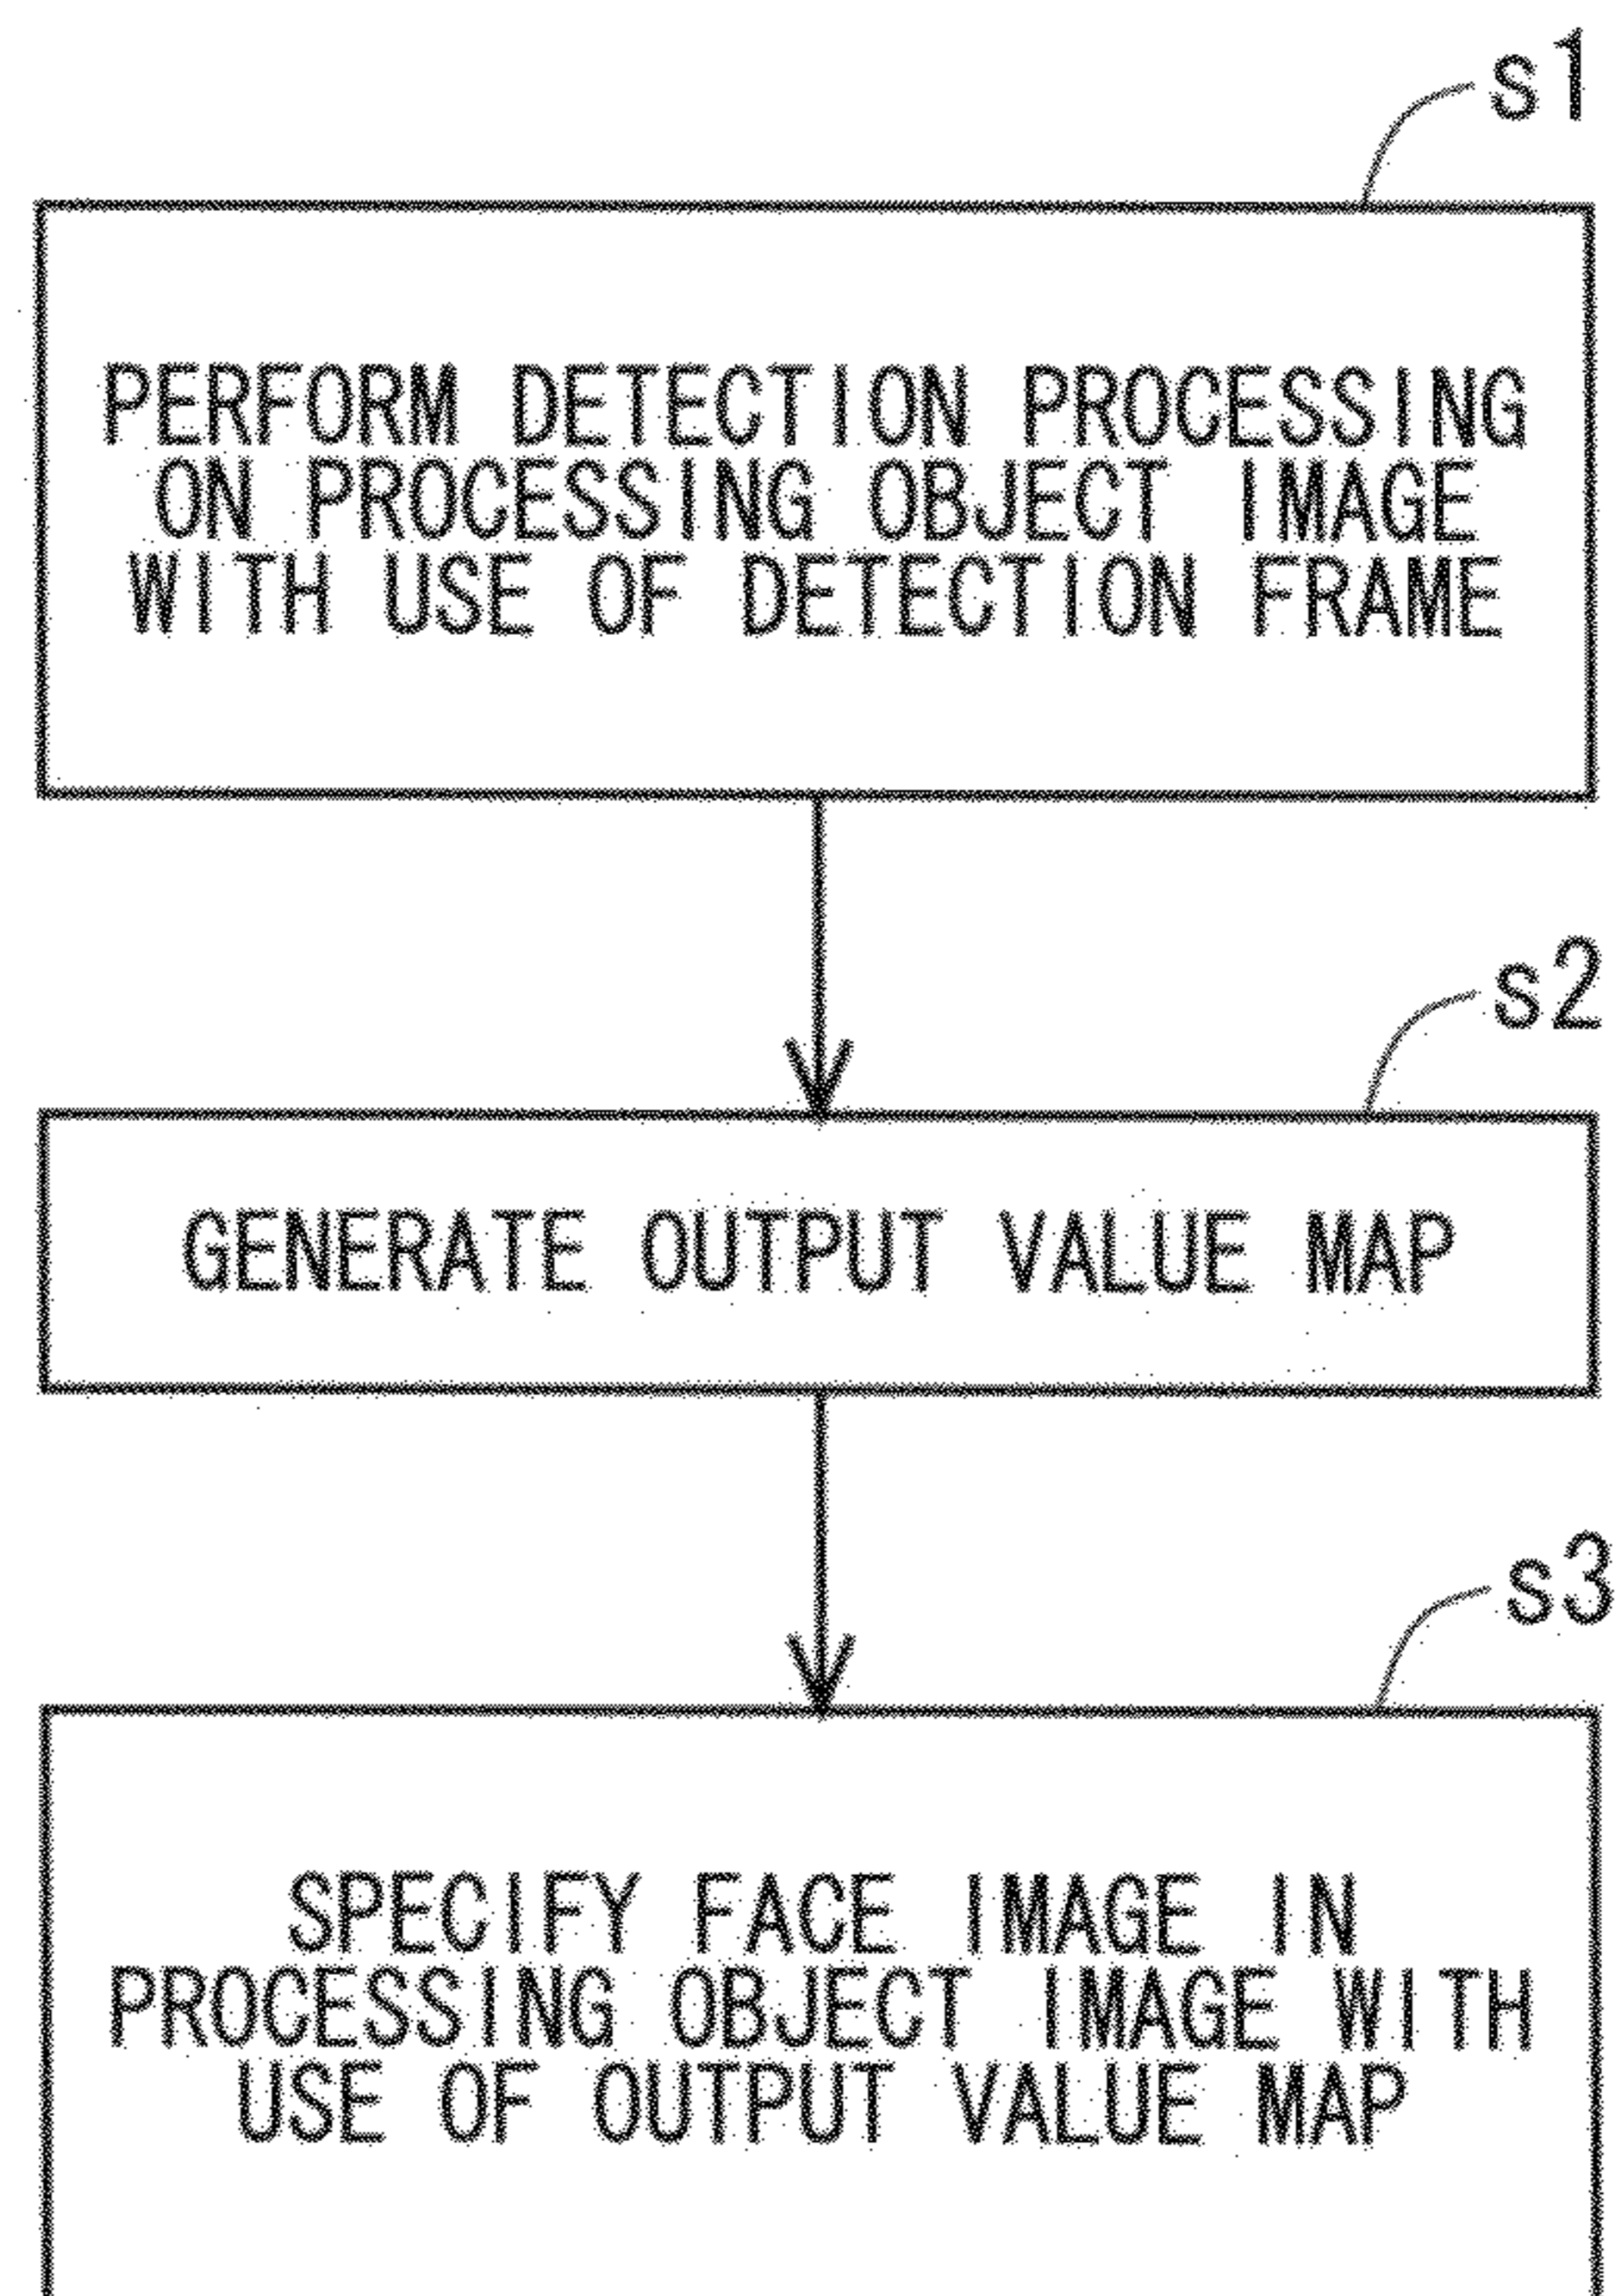 s1
PERFORM DETECTION PROCESSING
ON PROCESSING OBJECT IMAGE
WITH USE OF DETECTION FRAME
s2
GENERATE OUTPUT VALUE MAP
s3
SPECIFY FACE IMAGE IN
PROCESSING OBJECT IMAGE WITH
USE OF OUTPUT VALUE MAP